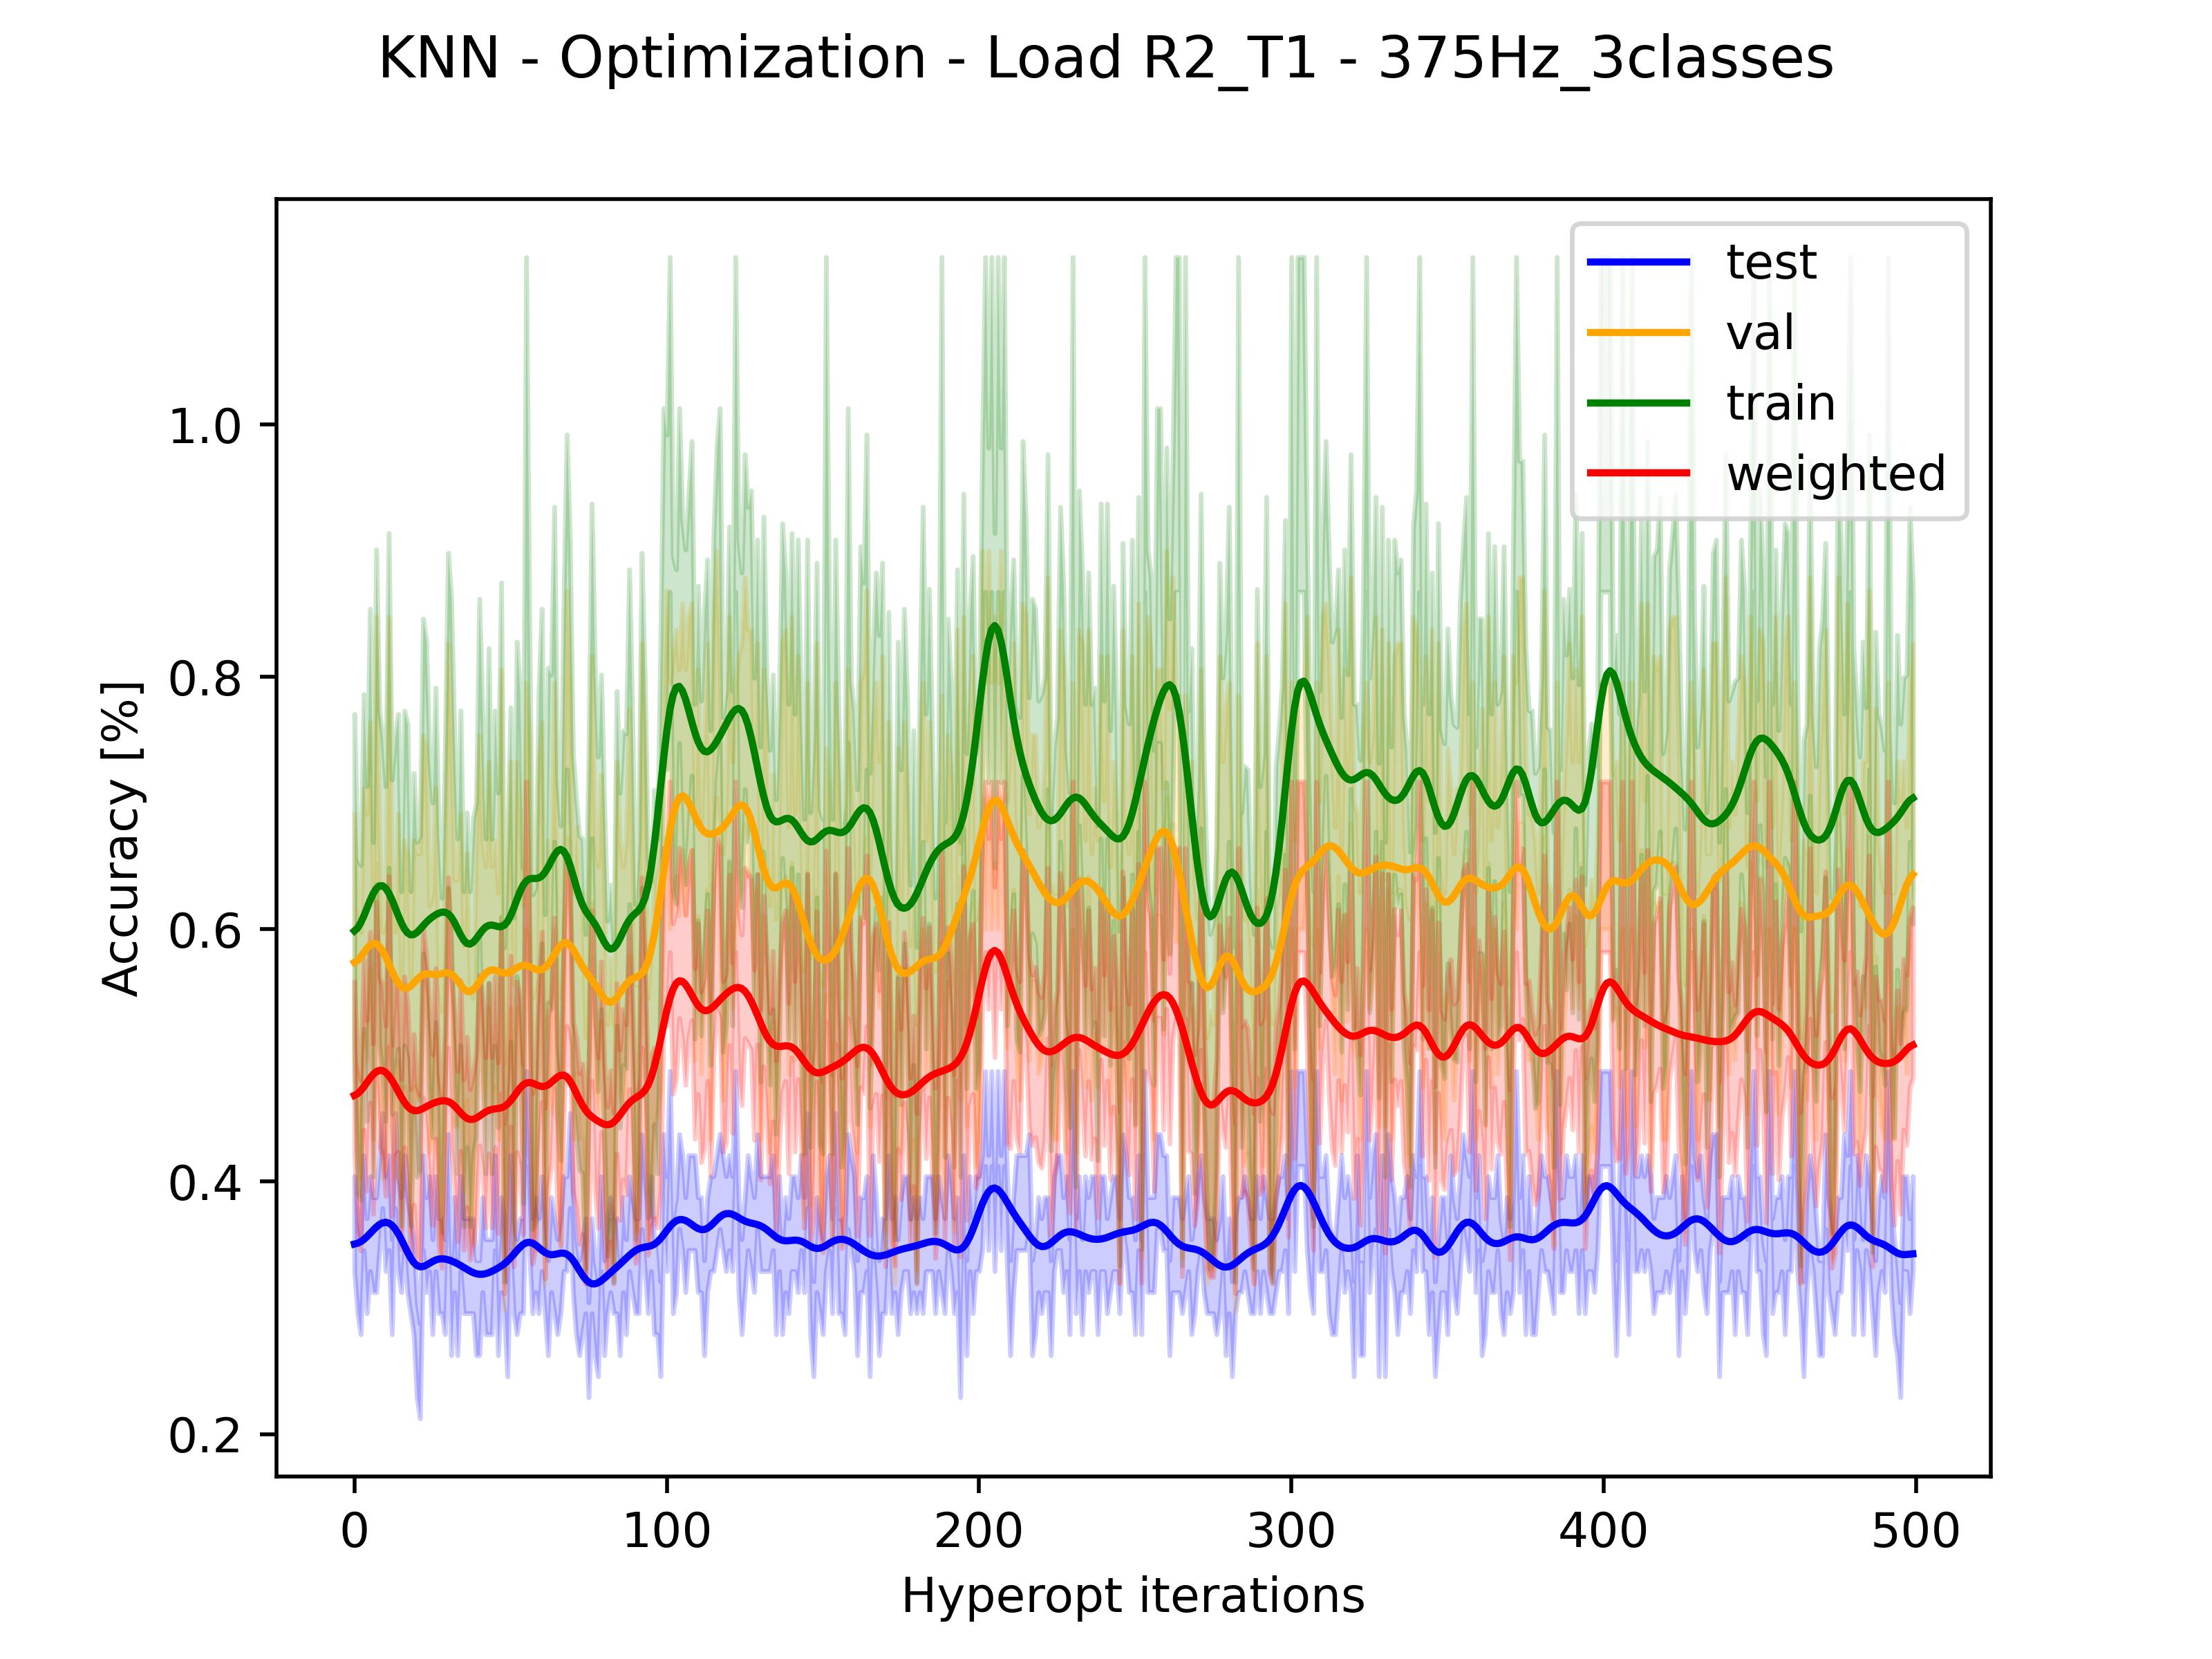 KNN - Optimization - Load R2_T1 - 375Hz_3classes
test
val
train
weighted
1.0
0.8
0.6
0.4
0.2
Accuracy [%]
0 100 200 300 400 500
Hyperopt iterations